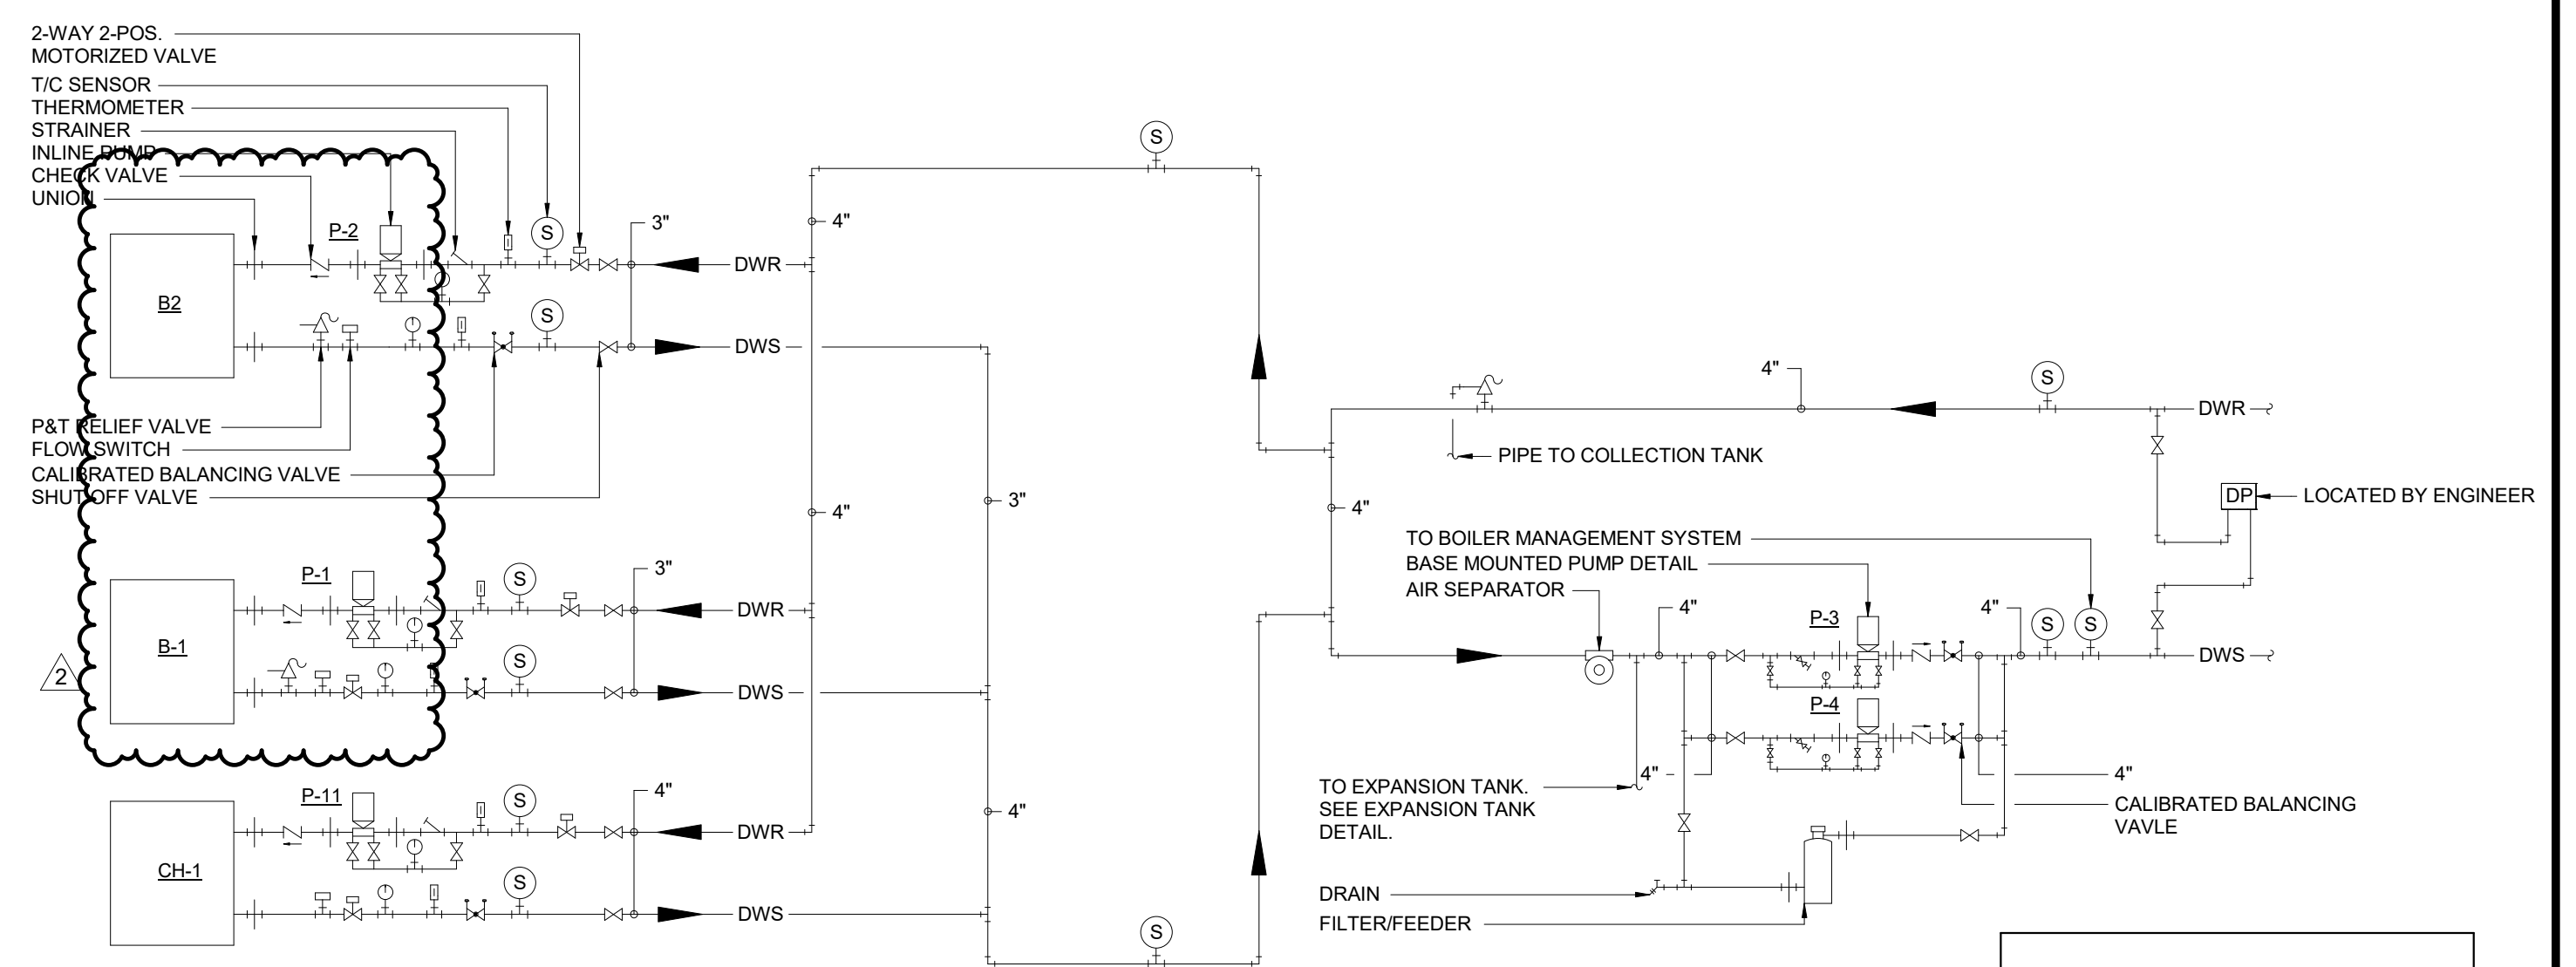 2-WAY 2-POS.
MOTORIZED VALVE
T/C SENSOR
THERMOMETER
STRAINER
INLINE PUMP
CHECK VALVE
UNION
P-2
S
3"
DWR
B2
S
DWS
P&T RELIEF VALVE
FLOW SWITCH
CALIBRATED BALANCING VALVE
SHUT OFF VALVE
P-1
S
3"
DWR
B-1
S
DWS
2
P-11
S
4"
DWR
CH-1
S
DWS
4"
4"
3"
4"
S
S
4"
S
DWR
PIPE TO COLLECTION TANK
4"
DP
LOCATED BY ENGINEER
TO BOILER MANAGEMENT SYSTEM
BASE MOUNTED PUMP DETAIL
AIR SEPARATOR
4"
P-3
4"
S
S
DWS
P-4
4"
4"
TO EXPANSION TANK.
SEE EXPANSION TANK
DETAIL.
CALIBRATED BALANCING
VAVLE
DRAIN
FILTER/FEEDER